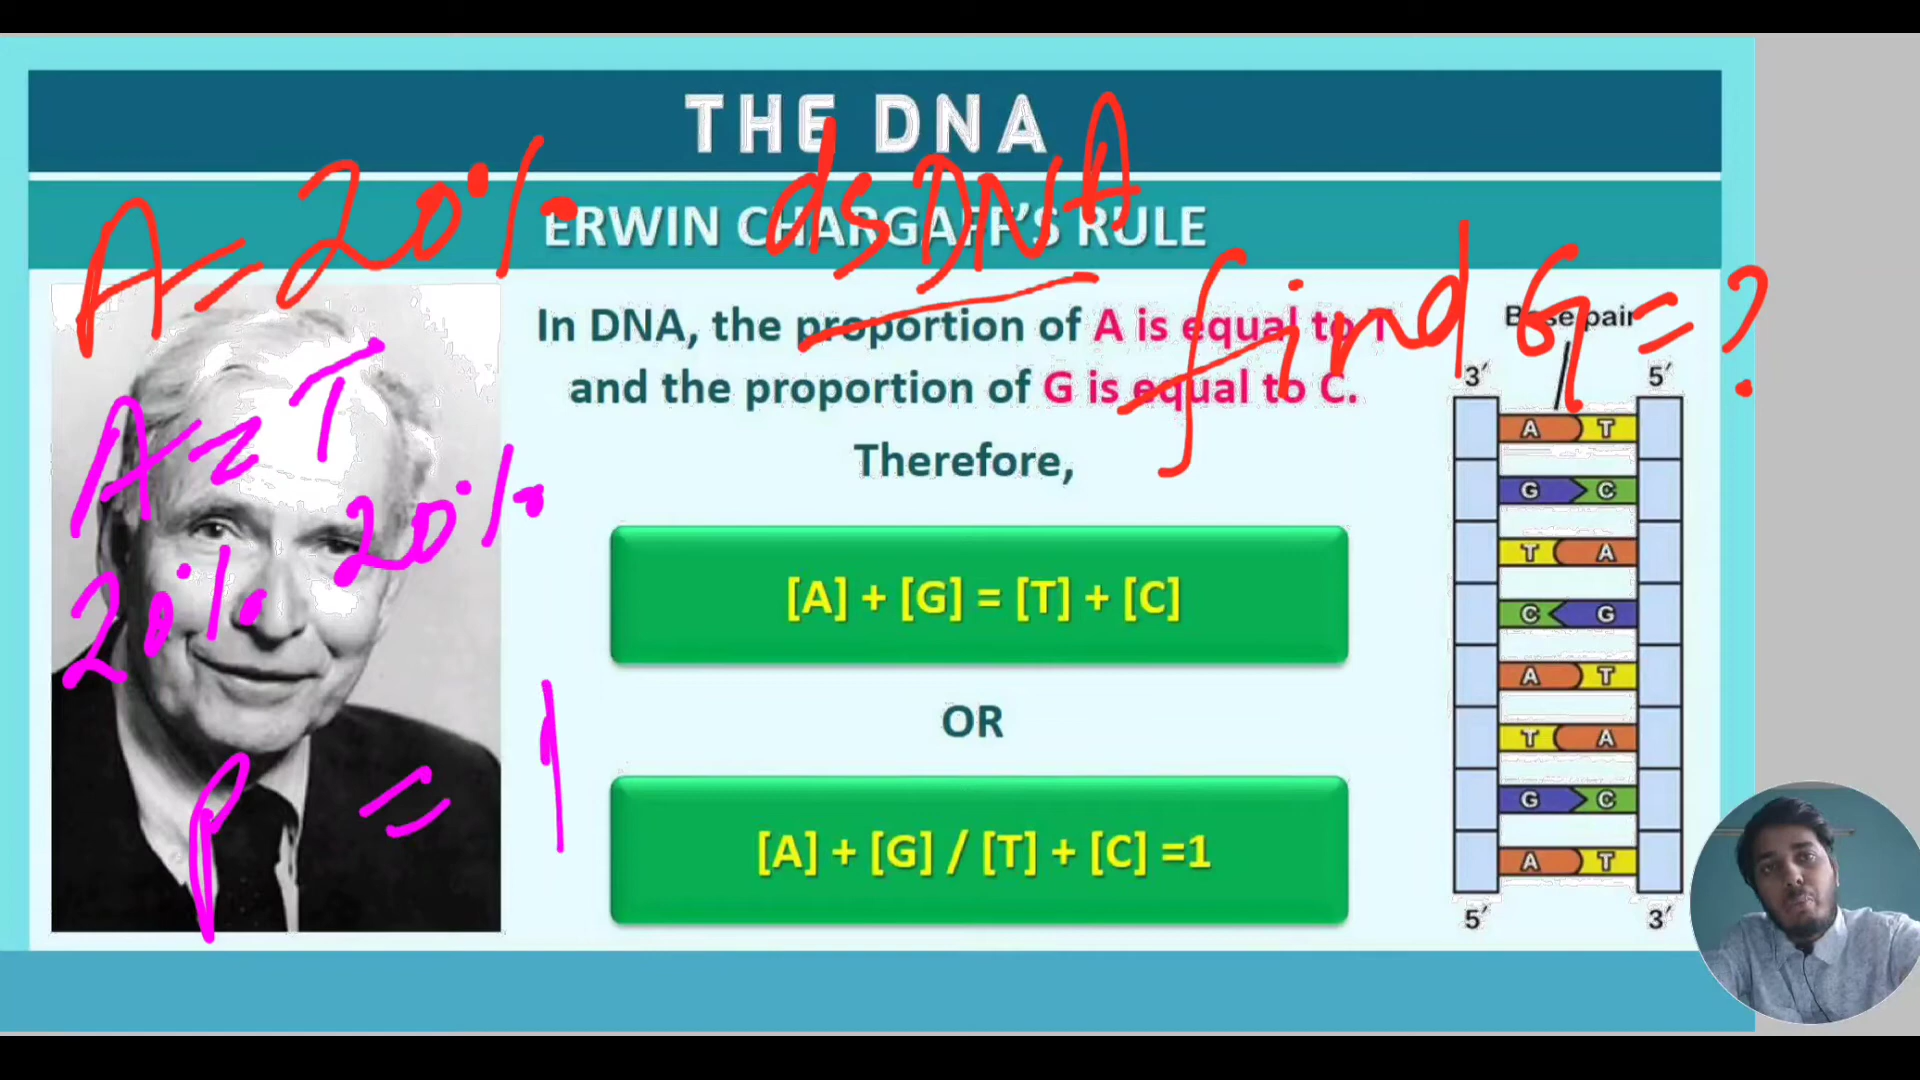 THE DNA
A = 20% dsDNA
ERWIN CHARGAFF'S RULE
find G = ?
In DNA, the proportion of A is equal to T
and the proportion of G is equal to C.
Therefore,
A = T
20% 20%
[A] + [G] = [T] + [C]
OR
P = 1
[A] + [G] / [T] + [C] =1
Base pair
3′ 5′
A T
G C
T A
C G
A T
T A
G C
A T
5′ 3′